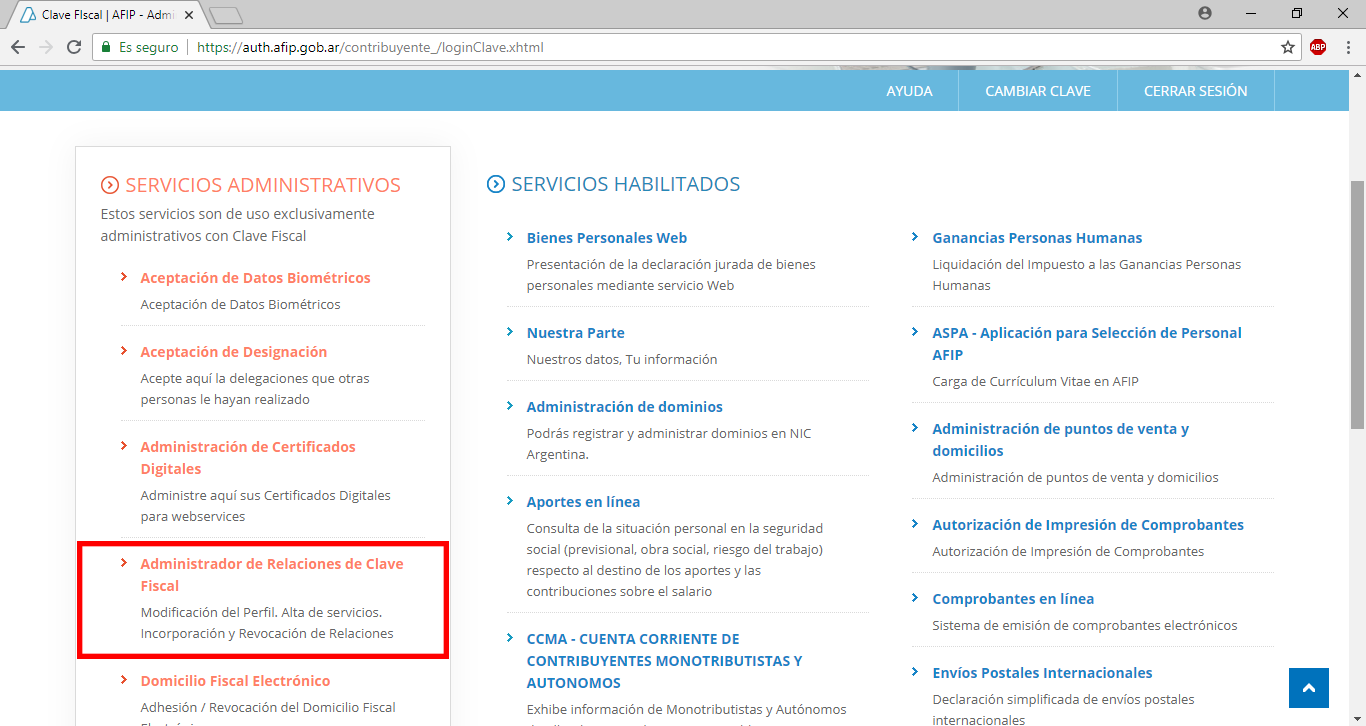 Clave FIscal | AFIP - Admi
Es seguro
https://auth.afip.gob.ar/contribuyente_/loginClave.xhtml
ABP
AYUDA
CAMBIAR CLAVE
CERRAR SESIÓN
SERVICIOS ADMINISTRATIVOS
Estos servicios son de uso exclusivamente
administrativos con Clave Fiscal
Aceptación de Datos Biométricos
Aceptación de Datos Biométricos
Aceptación de Designación
Acepte aquí la delegaciones que otras
personas le hayan realizado
Administración de Certificados
Digitales
Administre aquí sus Certificados Digitales
para webservices
Administrador de Relaciones de Clave
Fiscal
Modificación del Perfil. Alta de servicios.
Incorporación y Revocación de Relaciones
Domicilio Fiscal Electrónico
Adhesión / Revocación del Domicilio Fiscal
SERVICIOS HABILITADOS
Bienes Personales Web
Presentación de la declaración jurada de bienes
personales mediante servicio Web
Nuestra Parte
Nuestros datos, Tu información
Administración de dominios
Podrás registrar y administrar dominios en NIC
Argentina.
Aportes en línea
Consulta de la situación personal en la seguridad
social (previsional, obra social, riesgo del trabajo)
respecto al destino de los aportes y las
contribuciones sobre el salario
CCMA - CUENTA CORRIENTE DE
CONTRIBUYENTES MONOTRIBUTISTAS Y
AUTONOMOS
Exhibe información de Monotributistas y Autónomos
Ganancias Personas Humanas
Liquidación del Impuesto a las Ganancias Personas
Humanas
ASPA - Aplicación para Selección de Personal
AFIP
Carga de Currículum Vitae en AFIP
Administración de puntos de venta y
domicilios
Administración de puntos de venta y domicilios
Autorización de Impresión de Comprobantes
Autorización de Impresión de Comprobantes
Comprobantes en línea
Sistema de emisión de comprobantes electrónicos
Envíos Postales Internacionales
Declaración simplificada de envíos postales
internacionales